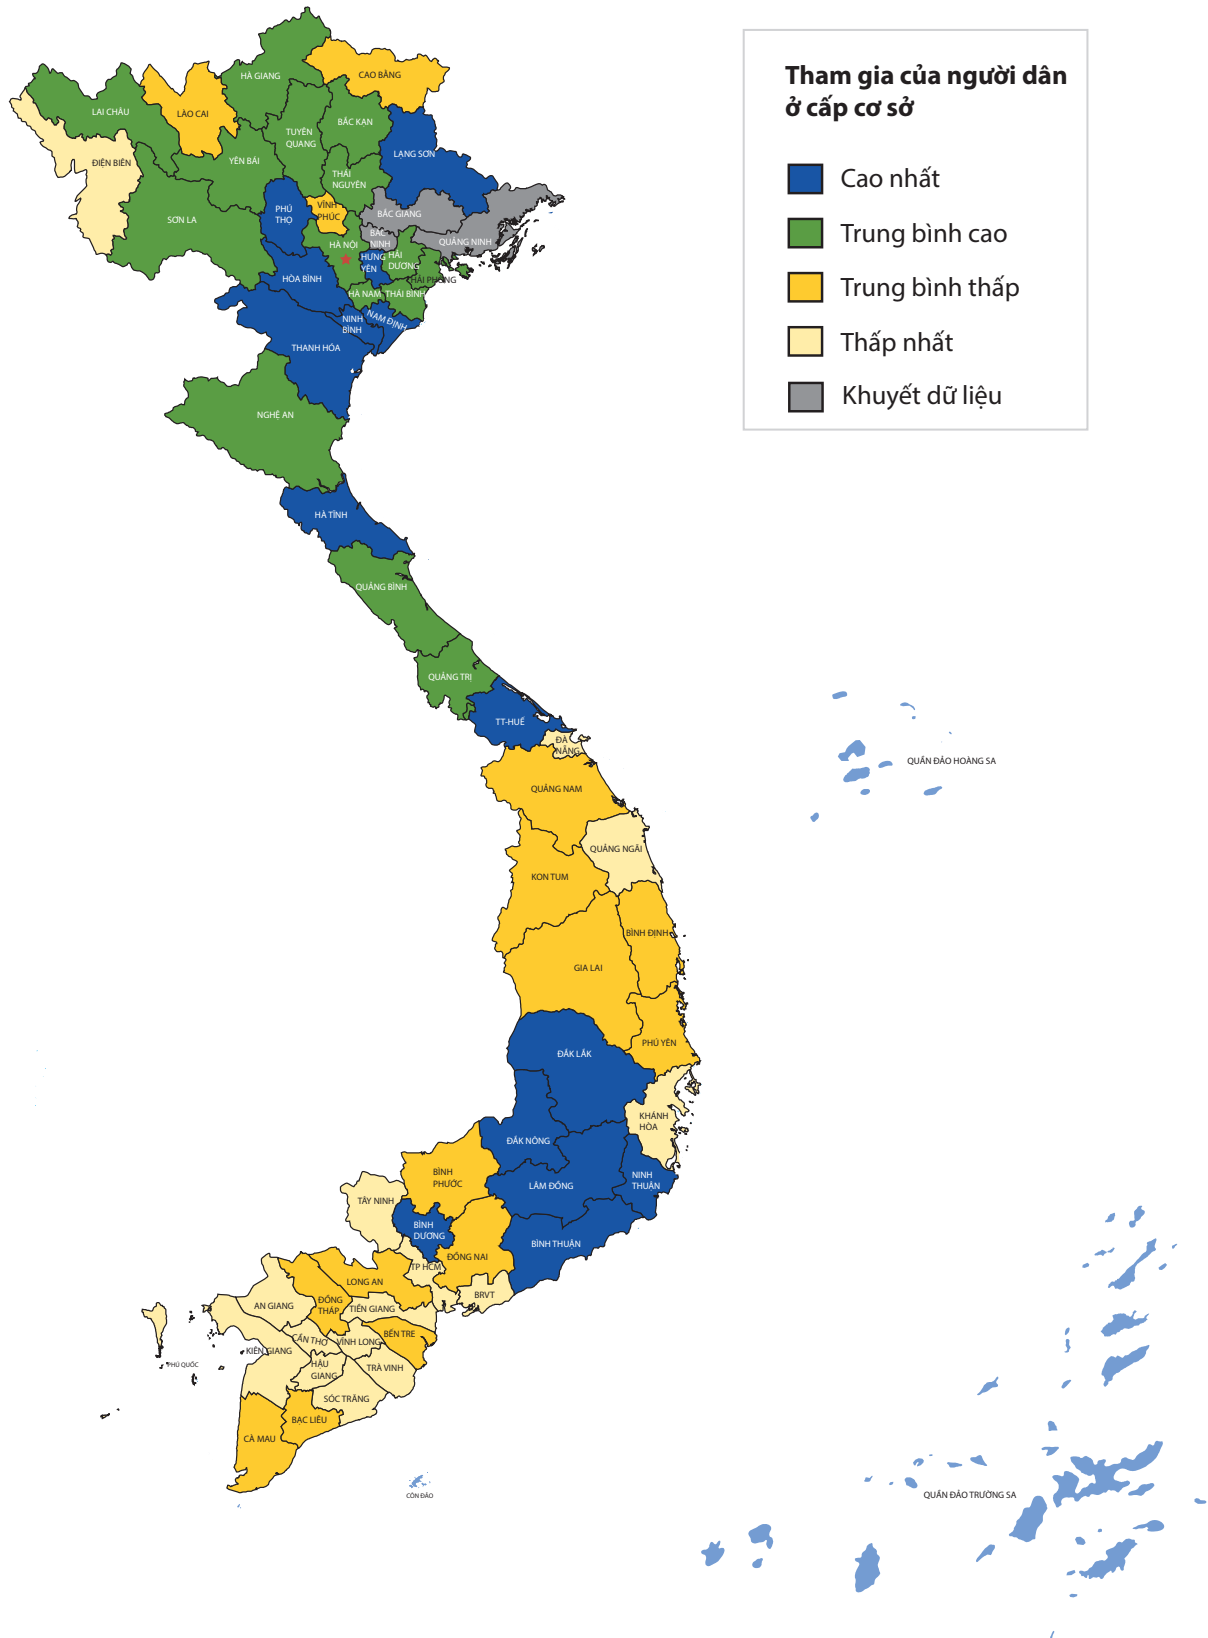 Tham gia của người dân
ở cấp cơ sở
Cao nhất
Trung bình cao
Trung bình thấp
Thấp nhất
Khuyết dữ liệu
HÀ GIANG
CAO BẰNG
LAI CHÂU
LÀO CAI
BẮC KẠN
TUYÊN
QUANG
LẠNG SƠN
ĐIỆN BIÊN
YÊN BÁI
THÁI
NGUYÊN
SƠN LA
PHÚ
THỌ
VĨNH
PHÚC
BẮC GIANG
BẮC
NINH
QUẢNG NINH
HÀ NỘI
HƯNG
YÊN
HẢI
DƯƠNG
HẢI PHÒNG
HÒA BÌNH
HÀ NAM
THÁI BÌNH
NINH
BÌNH
NAM ĐỊNH
THANH HÓA
NGHỆ AN
HÀ TĨNH
QUẢNG BÌNH
QUẢNG TRỊ
TT-HUẾ
ĐÀ
NẴNG
QUẦN ĐẢO HOÀNG SA
QUẢNG NAM
QUẢNG NGÃI
KON TUM
BÌNH ĐỊNH
GIA LAI
PHÚ YÊN
ĐẮK LẮK
KHÁNH
HÒA
ĐẮK NÔNG
BÌNH
PHƯỚC
LÂM ĐỒNG
NINH
THUẬN
TÂY NINH
BÌNH
DƯƠNG
BÌNH THUẬN
ĐỒNG NAI
TP HCM
LONG AN
BRVT
AN GIANG
ĐỒNG
THÁP
TIỀN GIANG
BẾN TRE
CẦN THƠ
VĨNH LONG
KIÊN GIANG
PHÚ QUỐC
HẬU
GIANG
TRÀ VINH
SÓC TRĂNG
BẠC LIÊU
CÀ MAU
CÔN ĐẢO
QUẦN ĐẢO TRƯỜNG SA